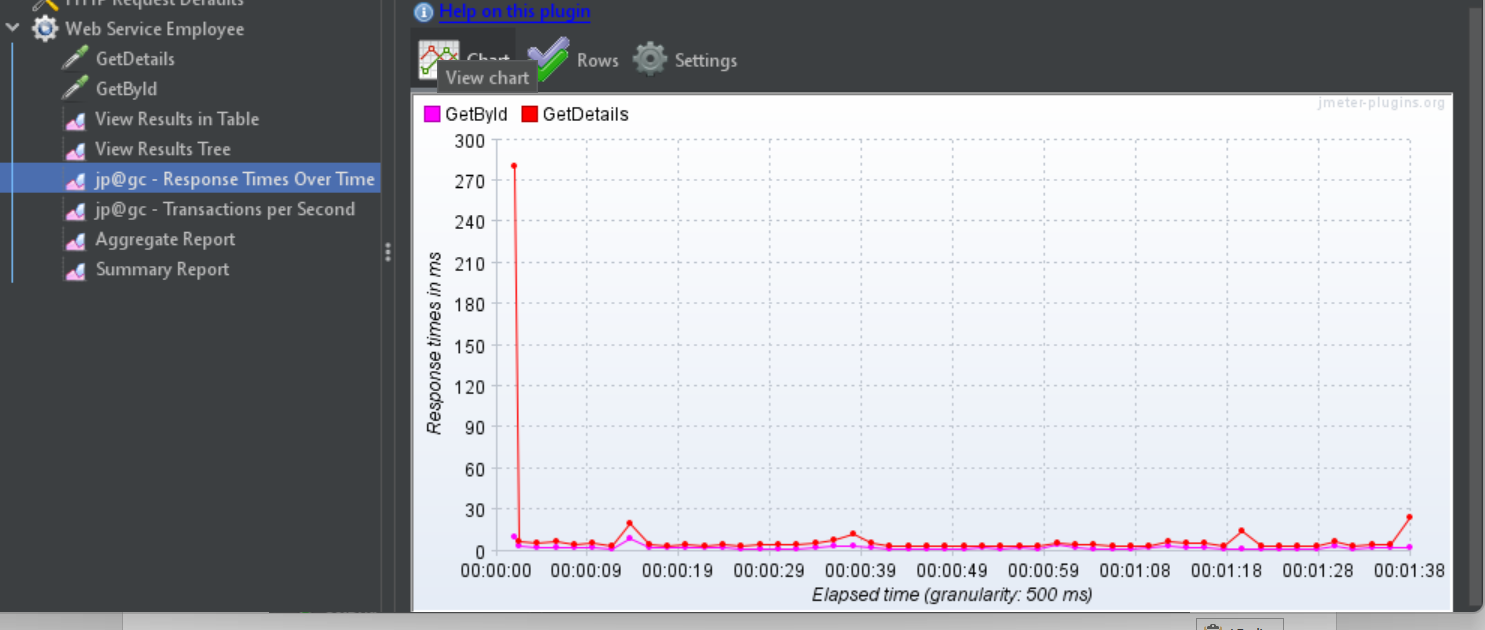 HTTP Request Defaults
Web Service Employee
GetDetails
GetById
View Results in Table
View Results Tree
jp@gc - Response Times Over Time
jp@gc - Transactions per Second
Aggregate Report
Summary Report
Help on this plugin
Chart Rows Settings
View chart
jmeter-plugins.org
GetById GetDetails
300
270
240
210
180
150
120
90
60
30
0
Response times in ms
00:00:00 00:00:09 00:00:19 00:00:29 00:00:39 00:00:49 00:00:59 00:01:08 00:01:18 00:01:28 00:01:38
Elapsed time (granularity: 500 ms)